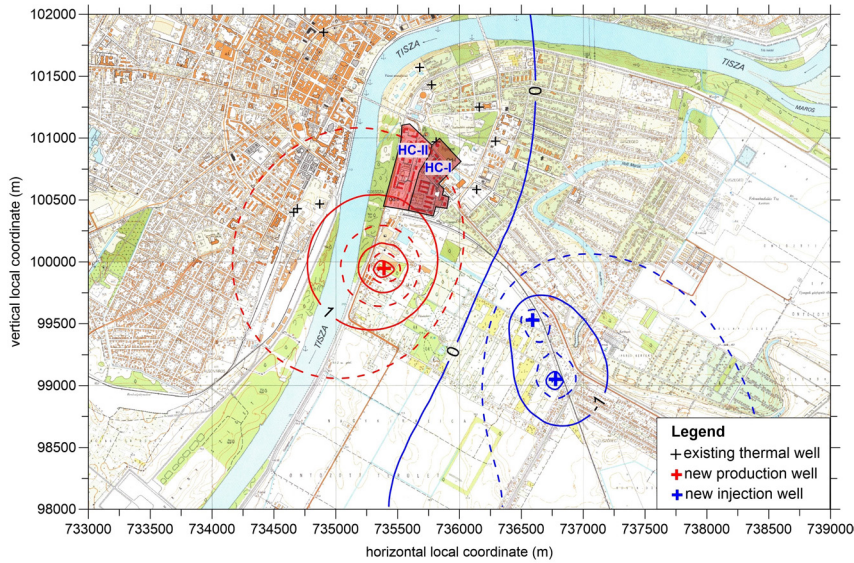 102000
101500
101000
100500
100000
99500
99000
98500
98000
vertical local coordinate (m)
TISZA
TISZA
MAROS
0
HC-II
HC-I
1
TISZA
0
-1
Legend
existing thermal well
new production well
new injection well
733000 733500 734000 734500 735000 735500 736000 736500 737000 737500 738000 738500 739000
horizontal local coordinate (m)